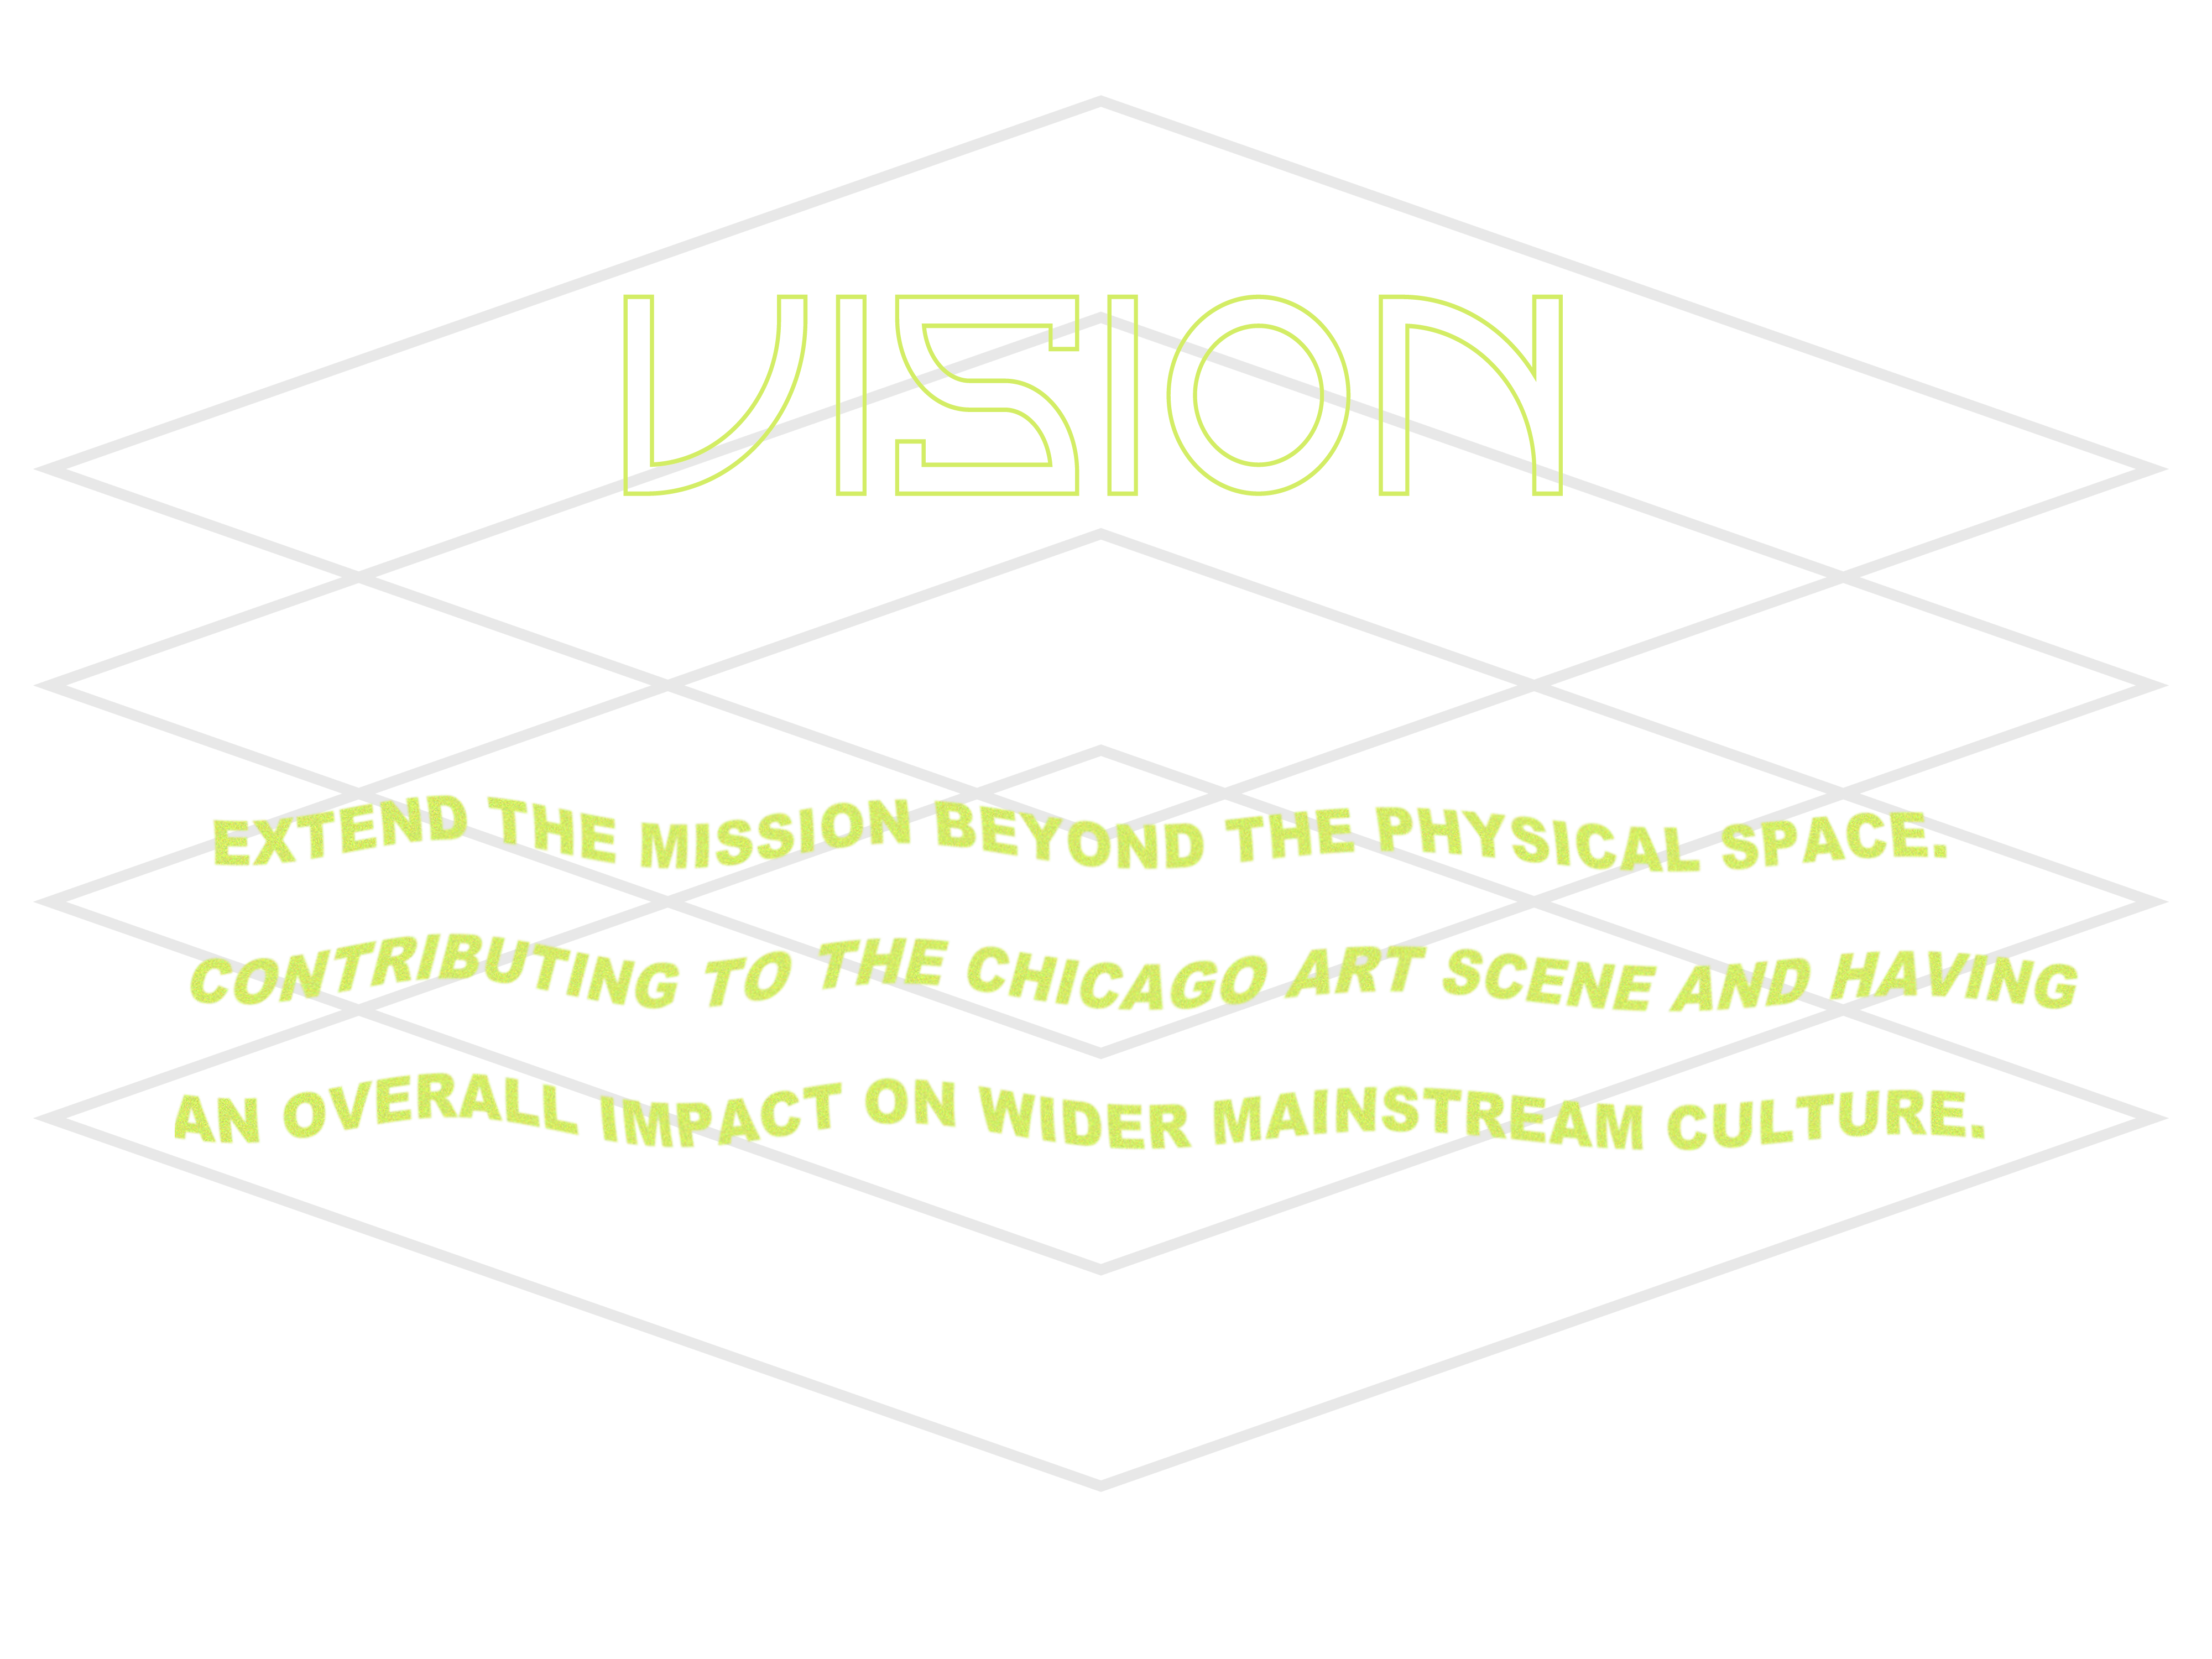 VISION
EXTEND THE MISSION BEYOND THE PHYSICAL SPACE.
CONTRIBUTING TO THE CHICAGO ART SCENE AND HAVING
AN OVERALL IMPACT ON WIDER MAINSTREAM CULTURE.